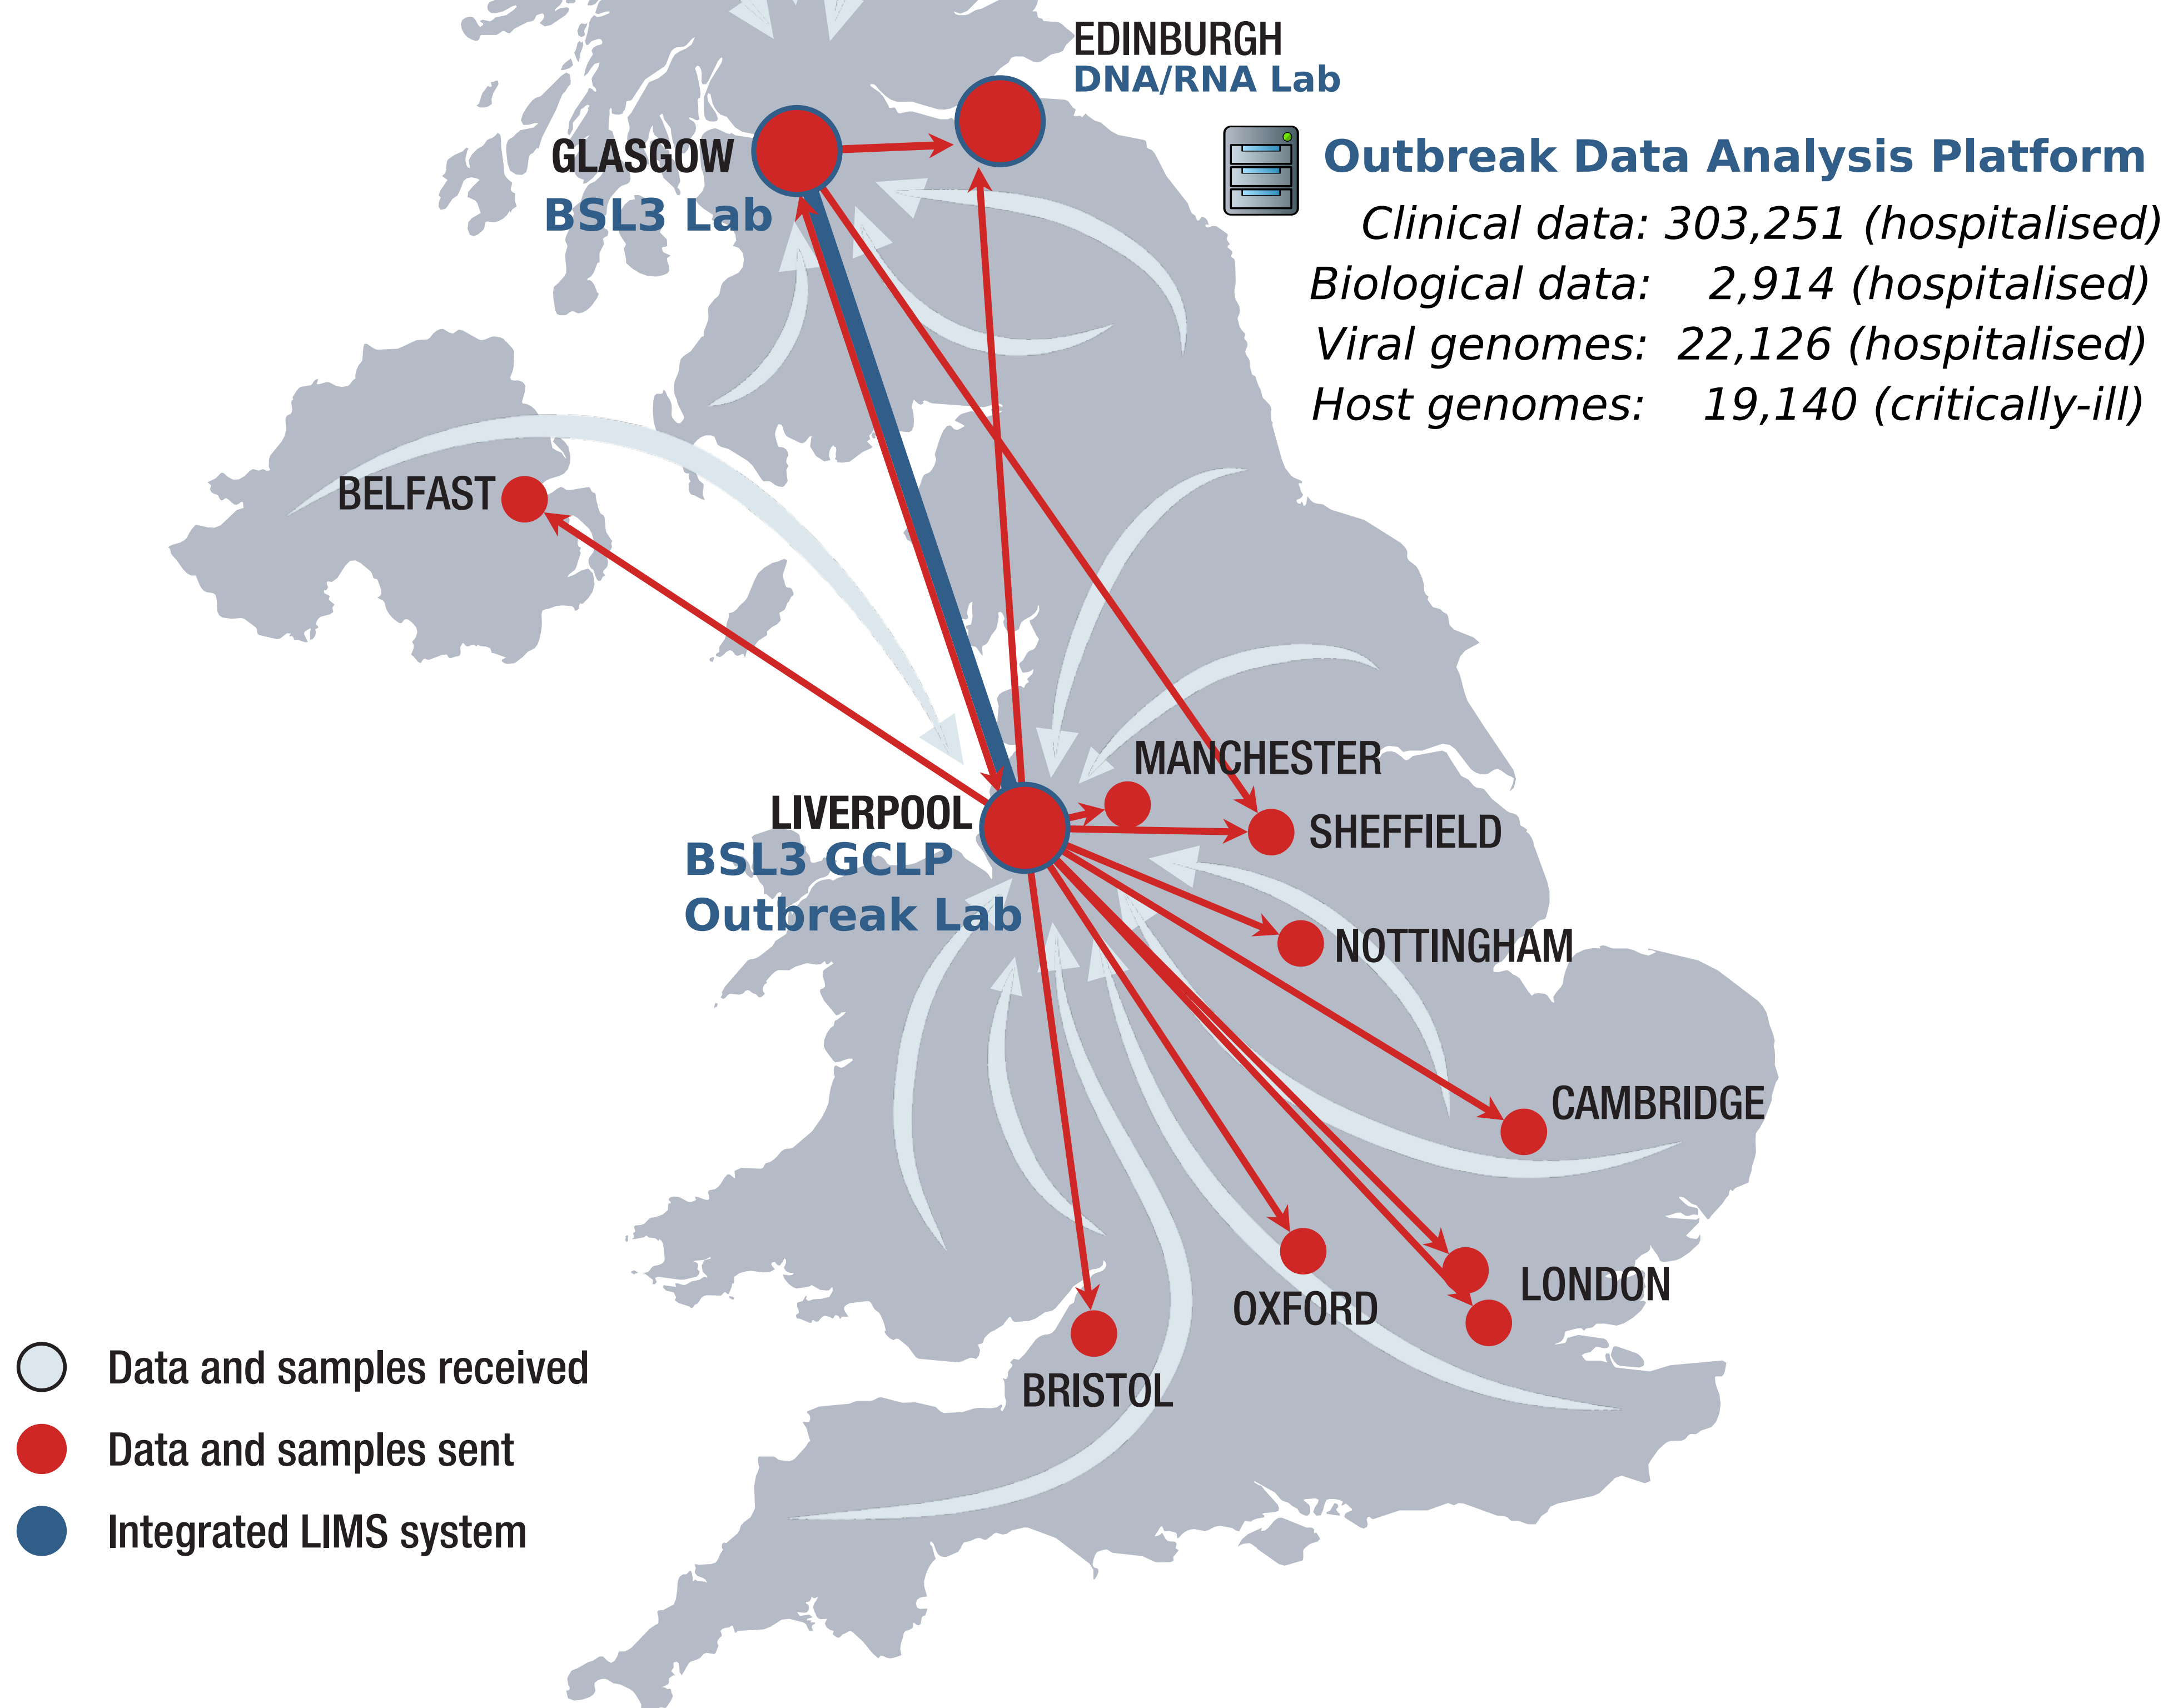 EDINBURGH
DNA/RNA Lab
GLASGOW
BSL3 Lab
Outbreak Data Analysis Platform
Clinical data: 303,251 (hospitalised)
Biological data: 2,914 (hospitalised)
Viral genomes: 22,126 (hospitalised)
Host genomes: 19,140 (critically-ill)
BELFAST
MANCHESTER
LIVERPOOL
BSL3 GCLP
Outbreak Lab
SHEFFIELD
NOTTINGHAM
CAMBRIDGE
LONDON
OXFORD
BRISTOL
Data and samples received
Data and samples sent
Integrated LIMS system